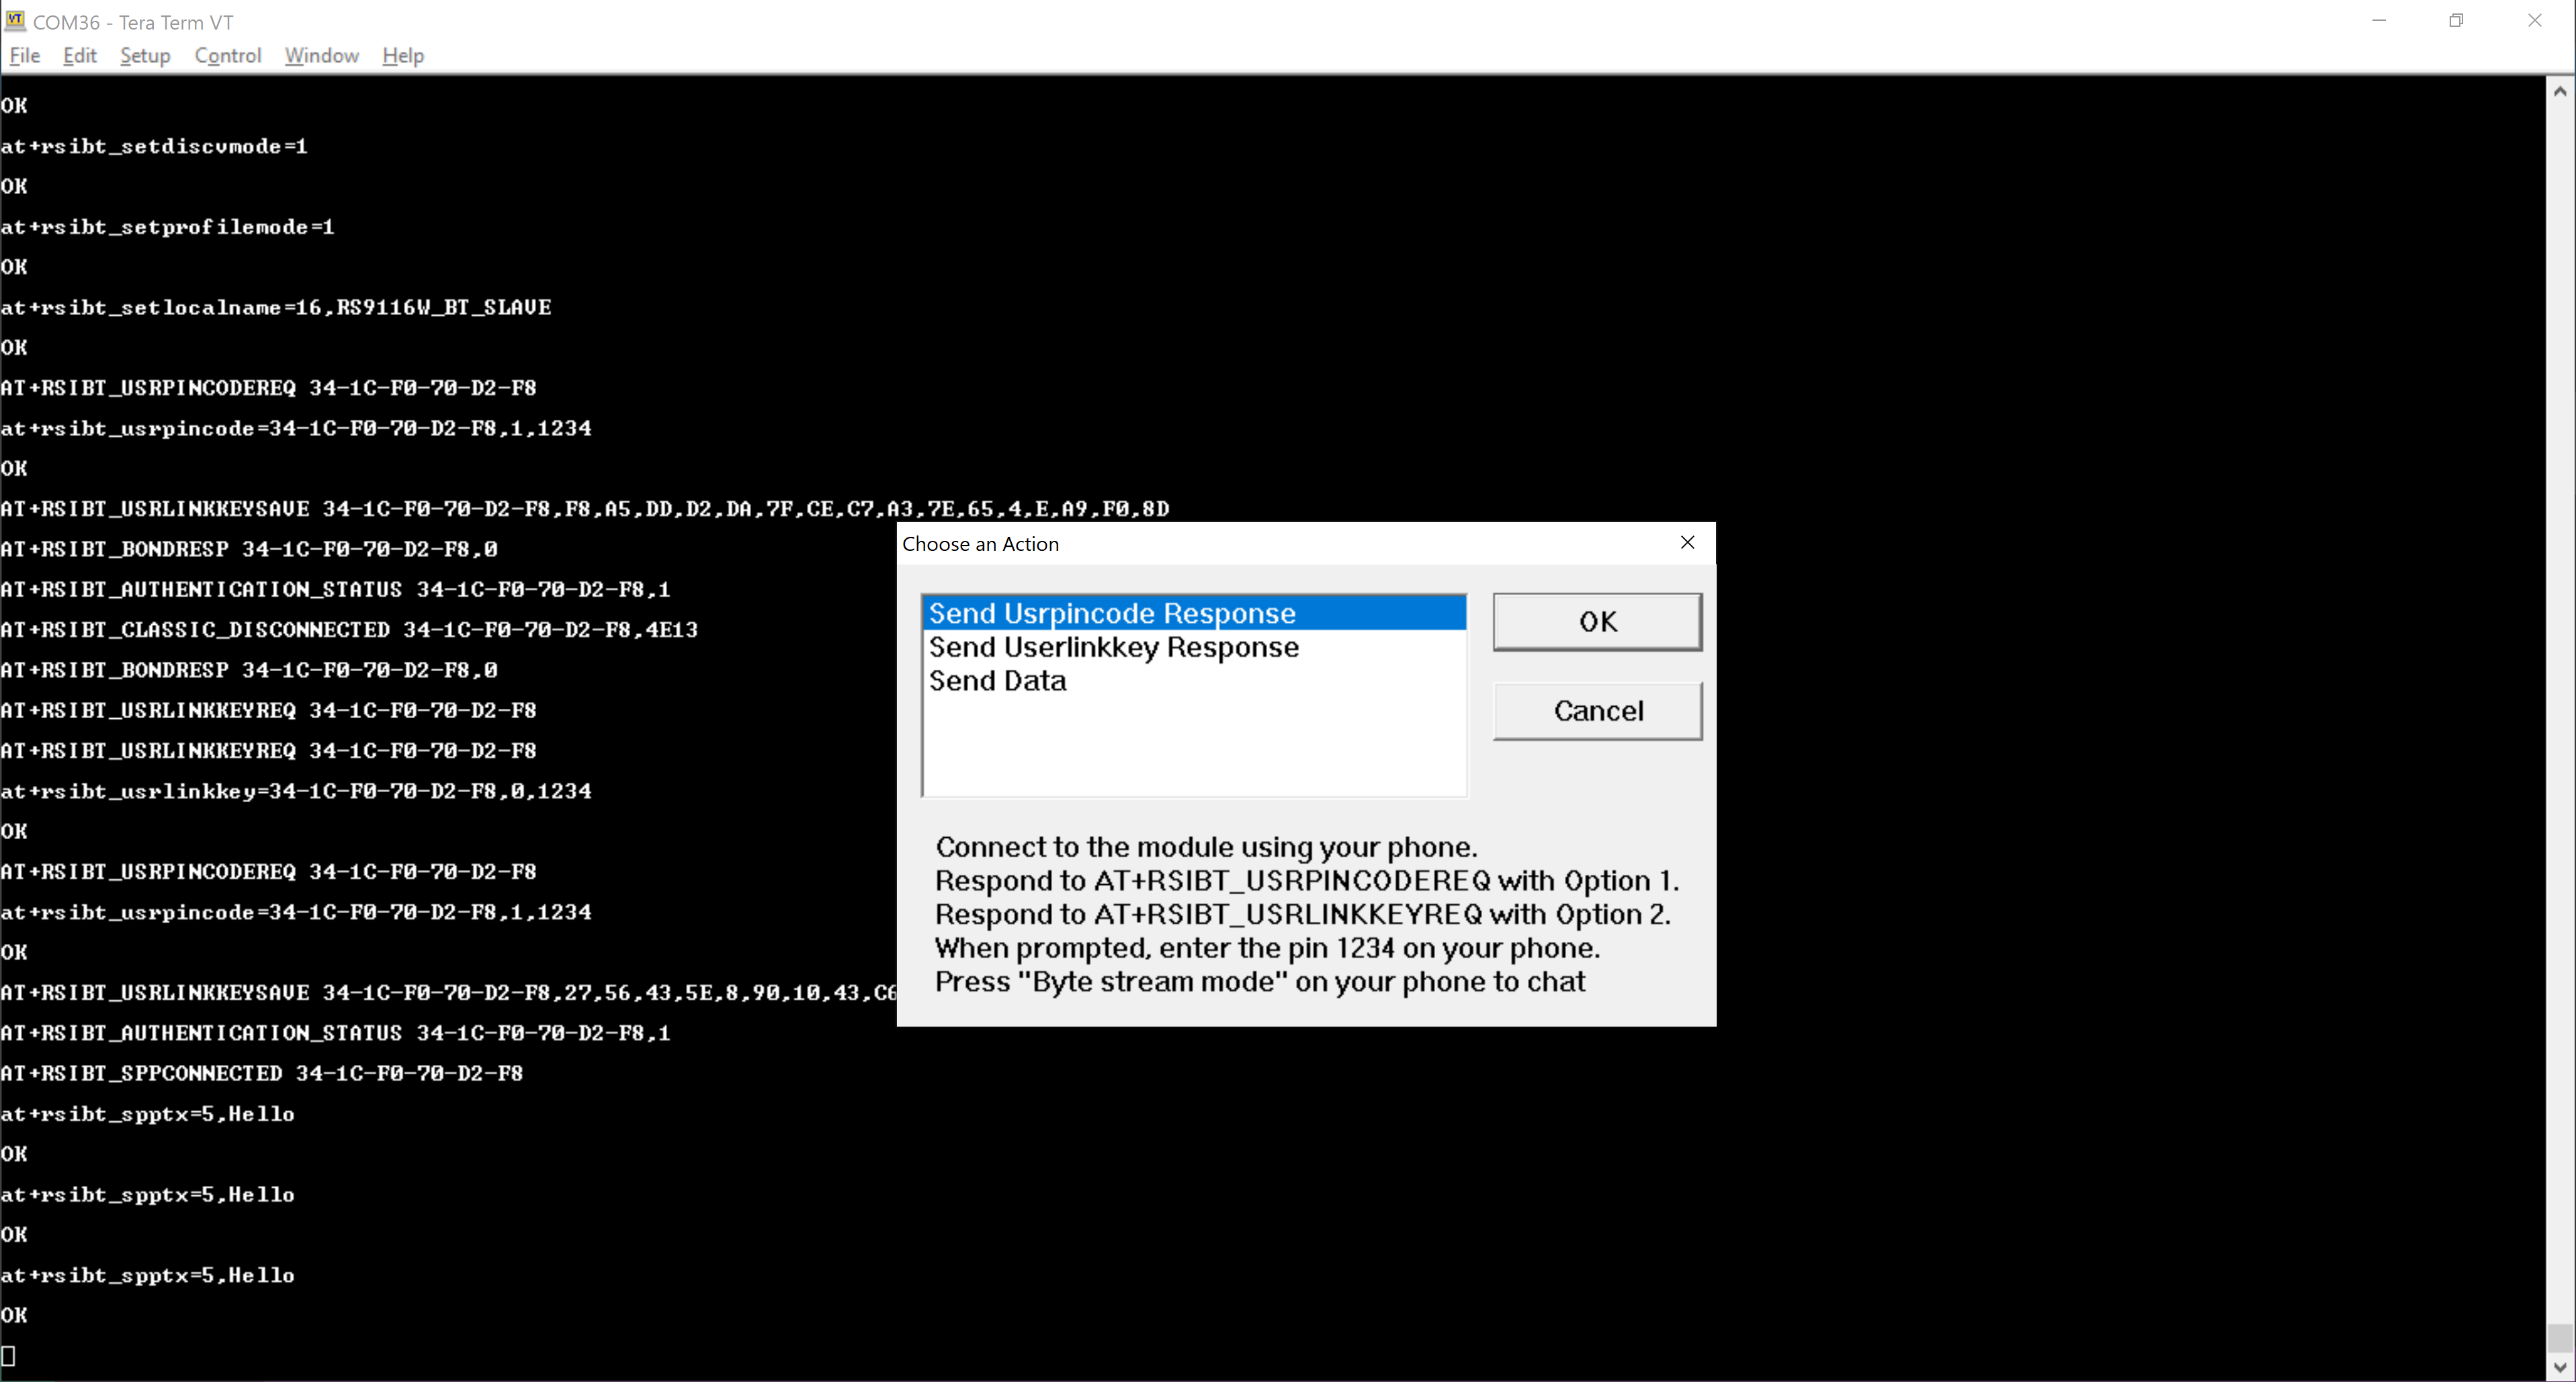 COM36 - Tera Term VT
File Edit Setup Control Window Help
OK
at+rsibt_setdiscvmode=1
OK
at+rsibt_setprofilemode=1
OK
at+rsibt_setlocalname=16,RS9116W_BT_SLAVE
OK
AT+RSIBT_USRPINCODEREQ 34-1C-F0-70-D2-F8
at+rsibt_usrpincode=34-1C-F0-70-D2-F8,1,1234
OK
AT+RSIBT_USRLINKKEYSAVE 34-1C-F0-70-D2-F8,F8,A5,DD,D2,DA,7F,CE,C7,A3,7E,65,4,E,A9,F0,8D
AT+RSIBT_BONDRESP 34-1C-F0-70-D2-F8,0
AT+RSIBT_AUTHENTICATION_STATUS 34-1C-F0-70-D2-F8,1
AT+RSIBT_CLASSIC_DISCONNECTED 34-1C-F0-70-D2-F8,4E13
AT+RSIBT_BONDRESP 34-1C-F0-70-D2-F8,0
AT+RSIBT_USRLINKKEYREQ 34-1C-F0-70-D2-F8
AT+RSIBT_USRLINKKEYREQ 34-1C-F0-70-D2-F8
at+rsibt_usrlinkkey=34-1C-F0-70-D2-F8,0,1234
OK
AT+RSIBT_USRPINCODEREQ 34-1C-F0-70-D2-F8
at+rsibt_usrpincode=34-1C-F0-70-D2-F8,1,1234
OK
AT+RSIBT_USRLINKKEYSAVE 34-1C-F0-70-D2-F8,27,56,43,5E,8,90,10,43,C6
AT+RSIBT_AUTHENTICATION_STATUS 34-1C-F0-70-D2-F8,1
AT+RSIBT_SPPCONNECTED 34-1C-F0-70-D2-F8
at+rsibt_spptx=5,Hello
OK
at+rsibt_spptx=5,Hello
OK
at+rsibt_spptx=5,Hello
OK
Choose an Action
Send Usrpincode Response
Send Userlinkkey Response
Send Data
OK
Cancel
Connect to the module using your phone.
Respond to AT+RSIBT_USRPINCODEREQ with Option 1.
Respond to AT+RSIBT_USRLINKKEYREQ with Option 2.
When prompted, enter the pin 1234 on your phone.
Press "Byte stream mode" on your phone to chat